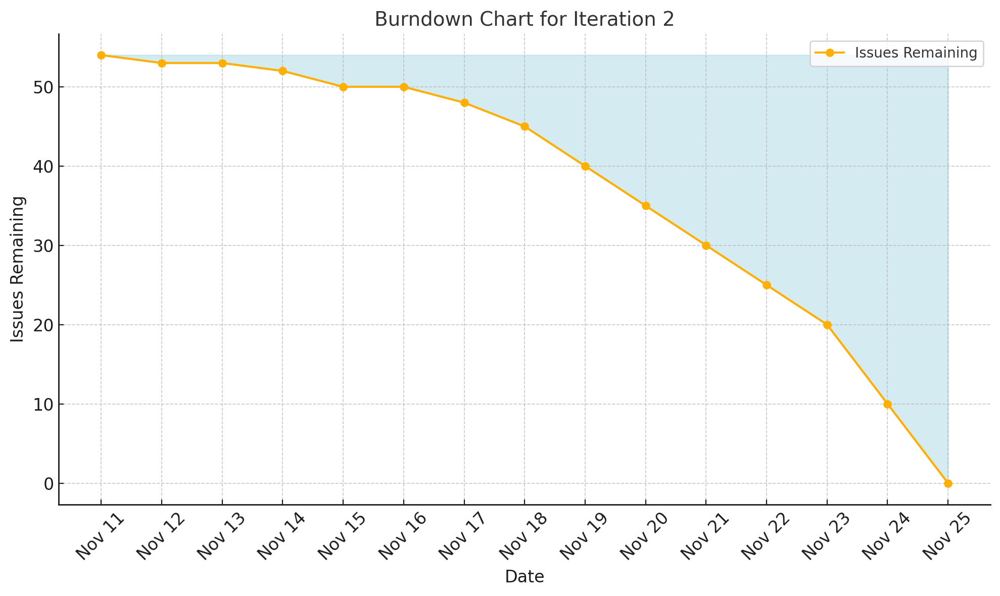 Burndown Chart for Iteration 2
Issues Remaining
Issues Remaining
50
40
30
20
10
0
Nov 11
Nov 12
Nov 13
Nov 14
Nov 15
Nov 16
Nov 17
Nov 18
Nov 19
Nov 20
Nov 21
Nov 22
Nov 23
Nov 24
Nov 25
Date